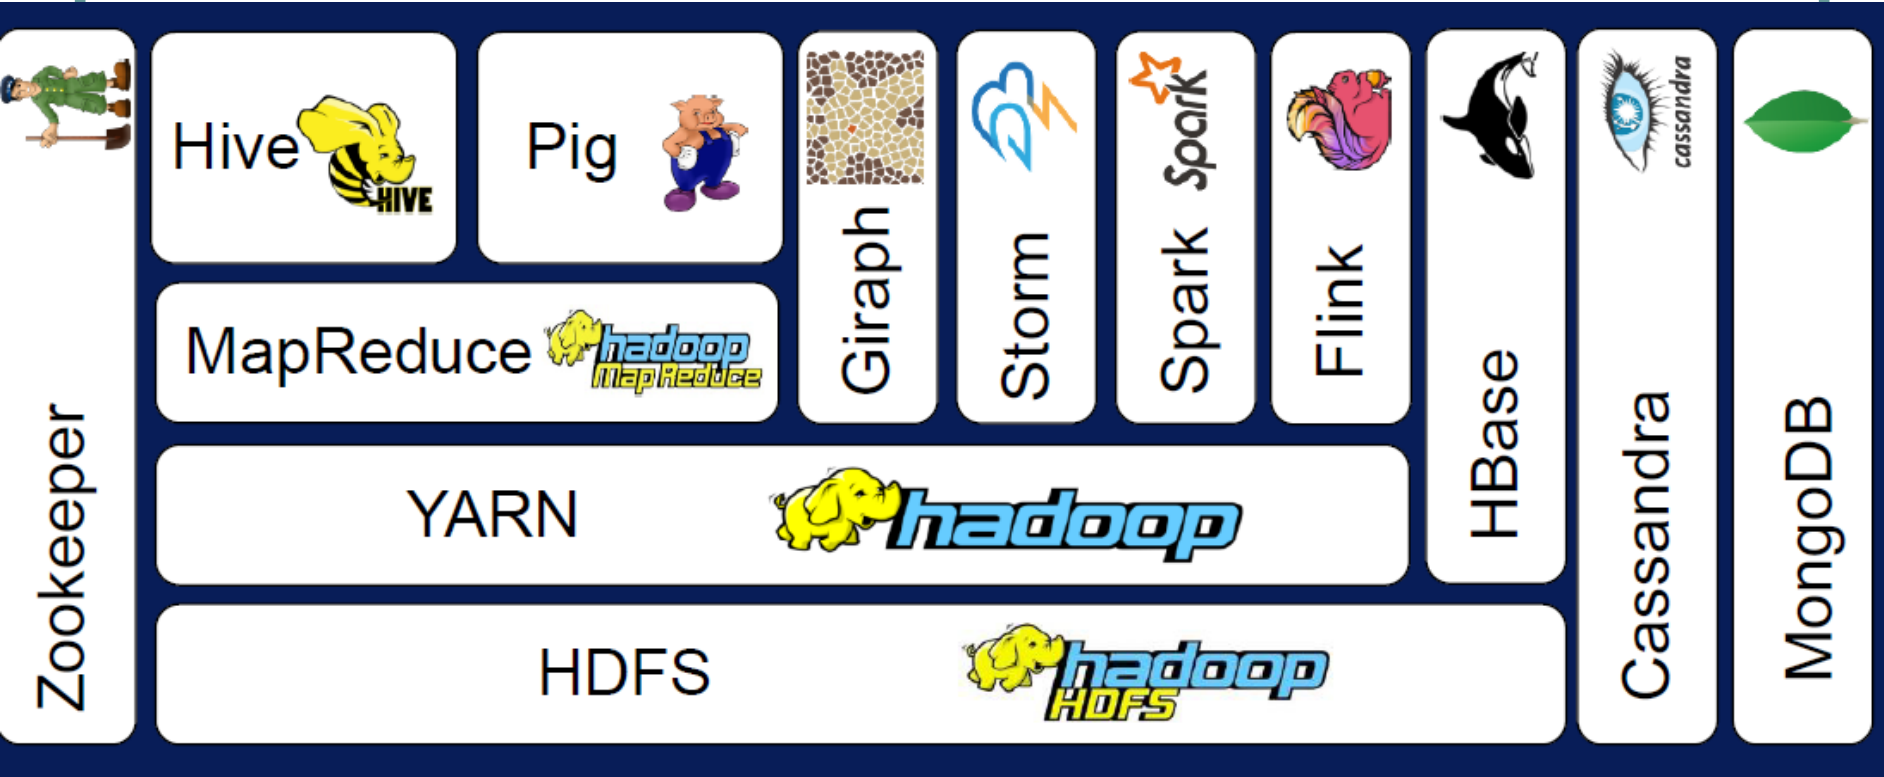 Zookeeper
Hive
HIVE
Pig
MapReduce
hadoop
Map Reduce
Giraph
Storm
Spark
Spark
Flink
HBase
cassandra
Cassandra
MongoDB
YARN
hadoop
HDFS
hadoop
HDFS